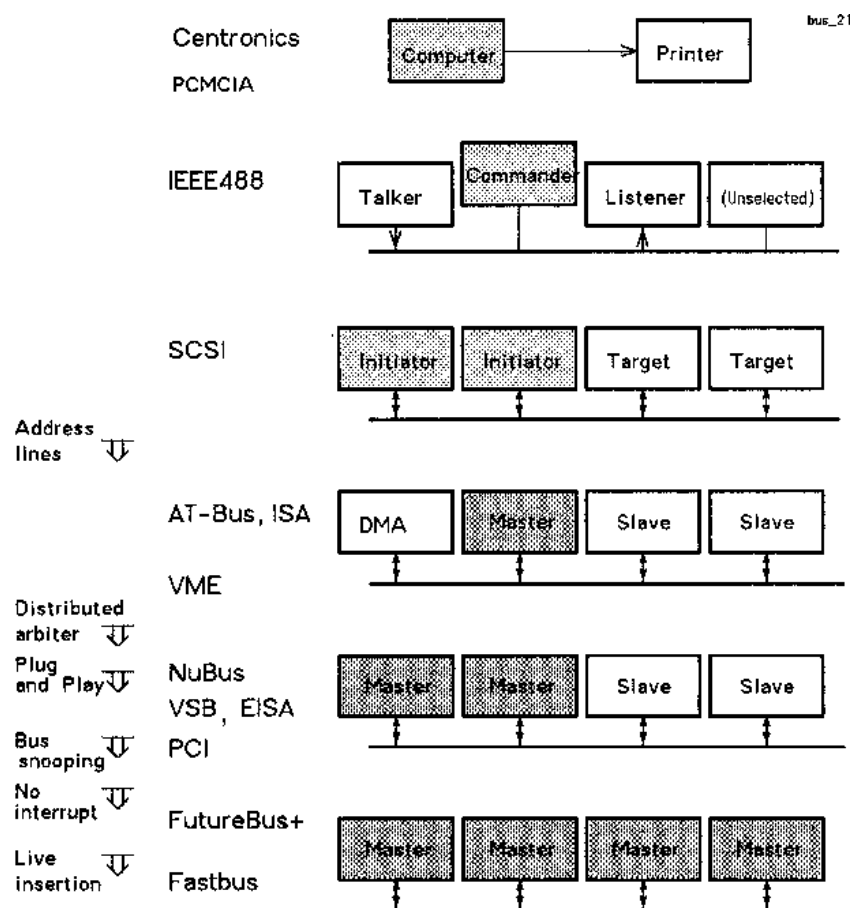 bus_21
Centronics
Computer
Printer
PCMCIA
IEEE488
Talker
Commander
Listener
(Unselected)
SCSI
Initiator
Initiator
Target
Target
Address
lines
AT-Bus, ISA
DMA
Master
Slave
Slave
VME
Distributed
arbiter
Plug
and Play
NuBus
Master
Master
Slave
Slave
VSB, EISA
Bus
snooping
PCI
No
interrupt
FutureBus+
Master
Master
Master
Master
Live
insertion
Fastbus